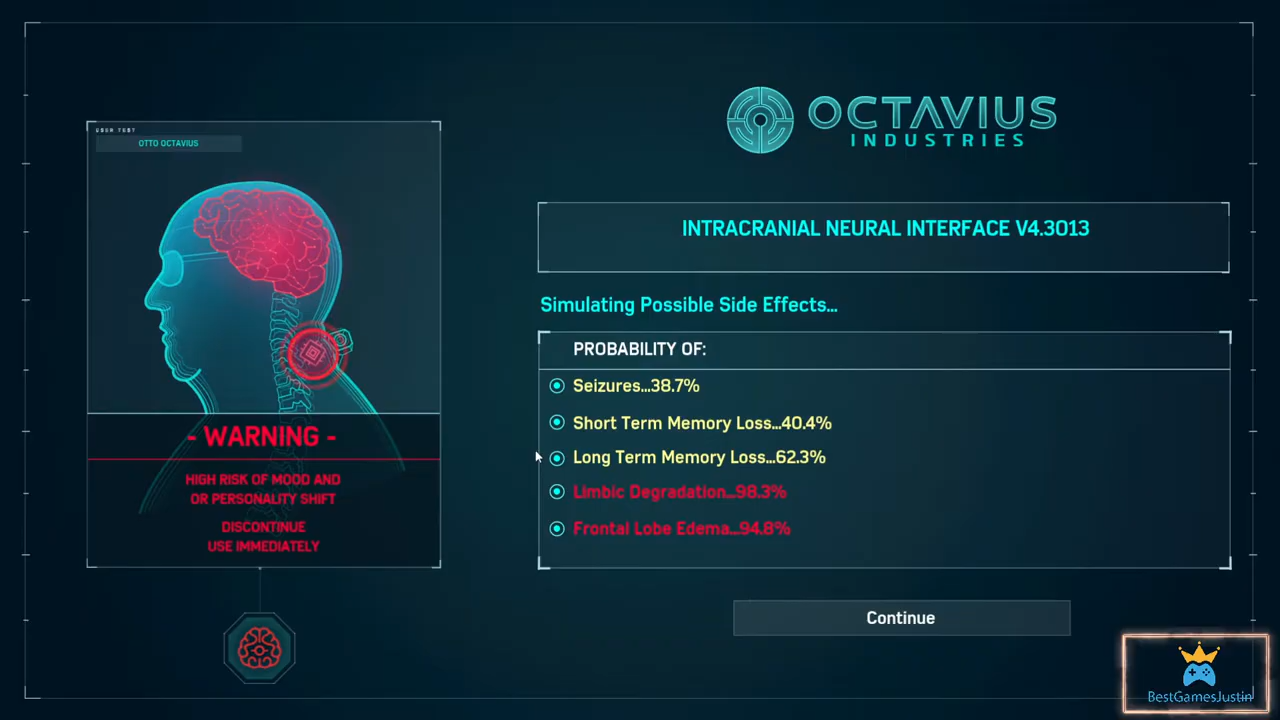 USER TEST
OTTO OCTAVIUS
- WARNING -
HIGH RISK OF MOOD AND
OR PERSONALITY SHIFT
DISCONTINUE
USE IMMEDIATELY
OCTAVIUS
INDUSTRIES
INTRACRANIAL NEURAL INTERFACE V4.3013
Simulating Possible Side Effects...
PROBABILITY OF:
Seizures...38.7%
Short Term Memory Loss...40.4%
Long Term Memory Loss...62.3%
Limbic Degradation...98.3%
Frontal Lobe Edema...94.8%
Continue
BestGamesJustin